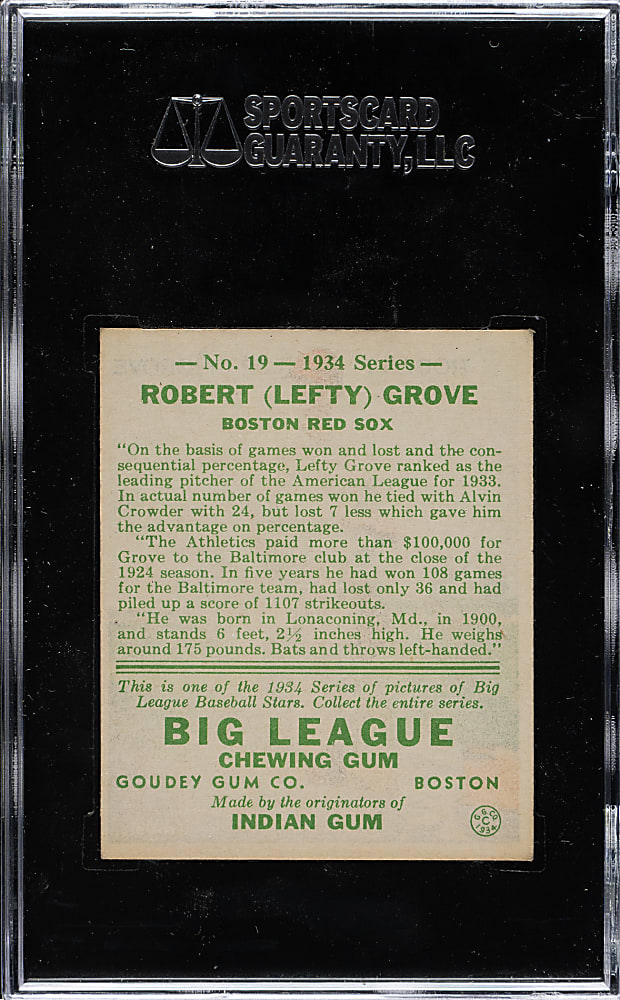 SPORTSCARD
GUARANTY, LLC
— No. 19 — 1934 Series —
ROBERT (LEFTY) GROVE
BOSTON RED SOX
"On the basis of games won and lost and the con-
sequential percentage, Lefty Grove ranked as the
leading pitcher of the American League for 1933.
In actual number of games won he tied with Alvin
Crowder with 24, but lost 7 less which gave him
the advantage on percentage.
"The Athletics paid more than $100,000 for
Grove to the Baltimore club at the close of the
1924 season. In five years he had won 108 games
for the Baltimore team, had lost only 36 and had
piled up a score of 1107 strikeouts.
"He was born in Lonaconing, Md., in 1900,
and stands 6 feet, 2½ inches high. He weighs
around 175 pounds. Bats and throws left-handed."
This is one of the 1934 Series of pictures of Big
League Baseball Stars. Collect the entire series.
BIG LEAGUE
CHEWING GUM
GOUDEY GUM CO. BOSTON
Made by the originators of
INDIAN GUM
G. G. CO.
C
1934